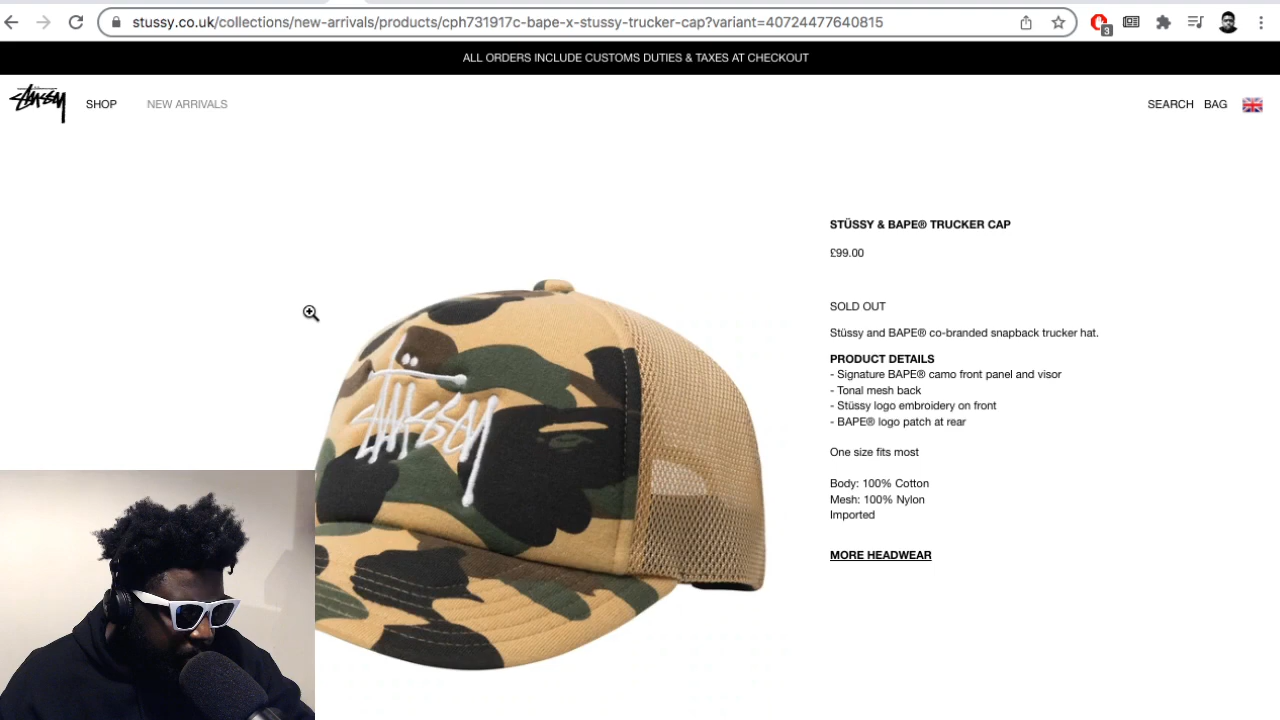 stussy.co.uk/collections/new-arrivals/products/cph731917c-bape-x-stussy-trucker-cap?variant=40724477640815
3
ALL ORDERS INCLUDE CUSTOMS DUTIES & TAXES AT CHECKOUT
Stüssy SHOP NEW ARRIVALS SEARCH BAG
STÜSSY & BAPE® TRUCKER CAP
£99.00
SOLD OUT
Stüssy and BAPE® co-branded snapback trucker hat.
PRODUCT DETAILS
- Signature BAPE® camo front panel and visor
- Tonal mesh back
- Stüssy logo embroidery on front
- BAPE® logo patch at rear
One size fits most
Body: 100% Cotton
Mesh: 100% Nylon
Imported
MORE HEADWEAR
Stüssy